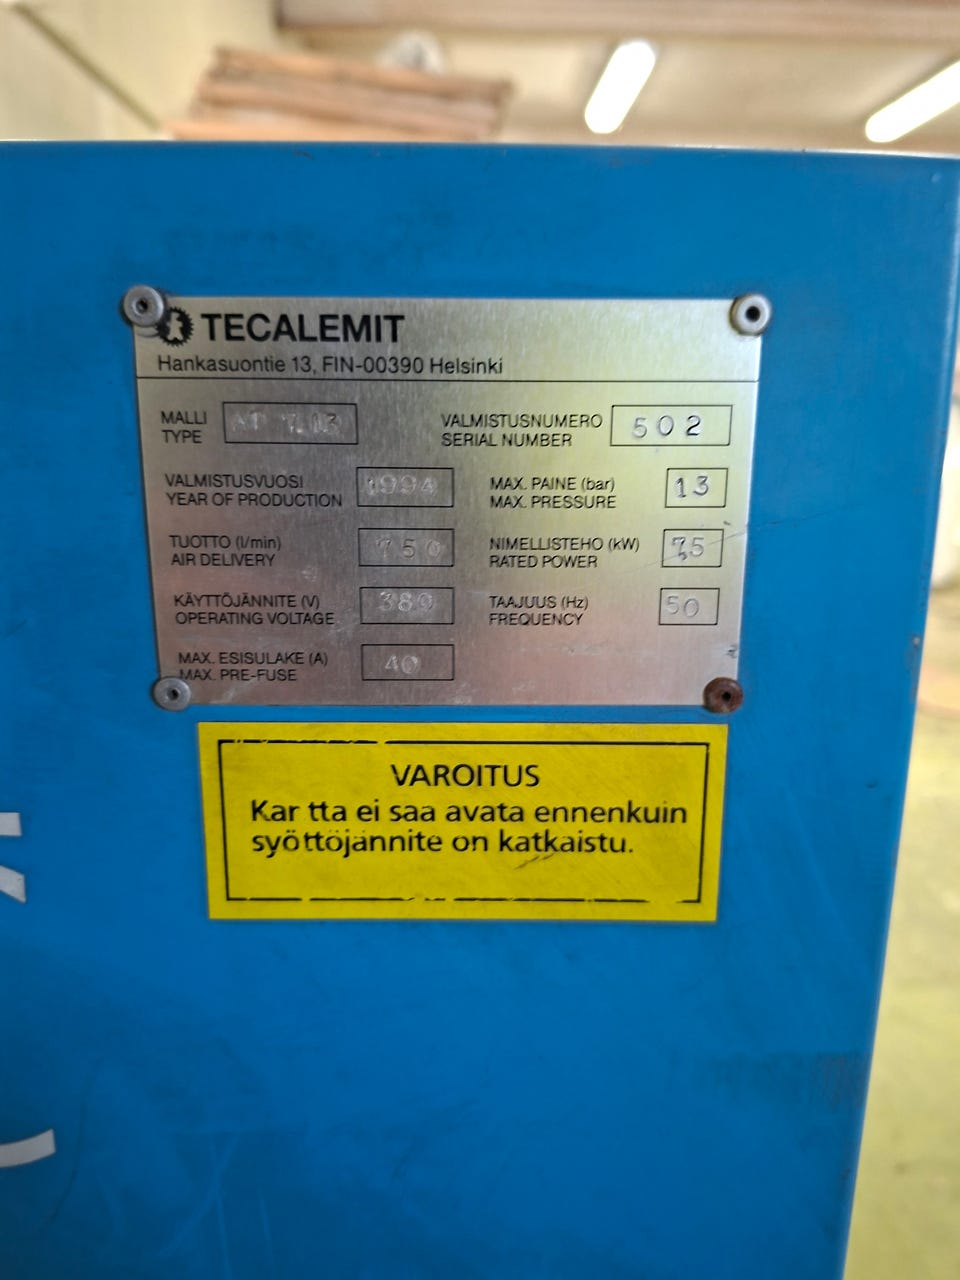 TECALEMIT
Hankasuontie 13, FIN-00390 Helsinki
MALLI
TYPE
VALMISTUSNUMERO 502
SERIAL NUMBER
VALMISTUSVUOSI 1994
YEAR OF PRODUCTION
MAX. PAINE (bar) 13
MAX. PRESSURE
TUOTTO (l/min) 750
AIR DELIVERY
NIMELLISTEHO (kW) 7,5
RATED POWER
KÄYTTÖJÄNNITE (V) 380
OPERATING VOLTAGE
TAAJUUS (Hz) 50
FREQUENCY
MAX. ESISULAKE (A) 40
MAX. PRE-FUSE
VAROITUS
Kar tta ei saa avata ennenkuin
syöttöjännite on katkaistu.